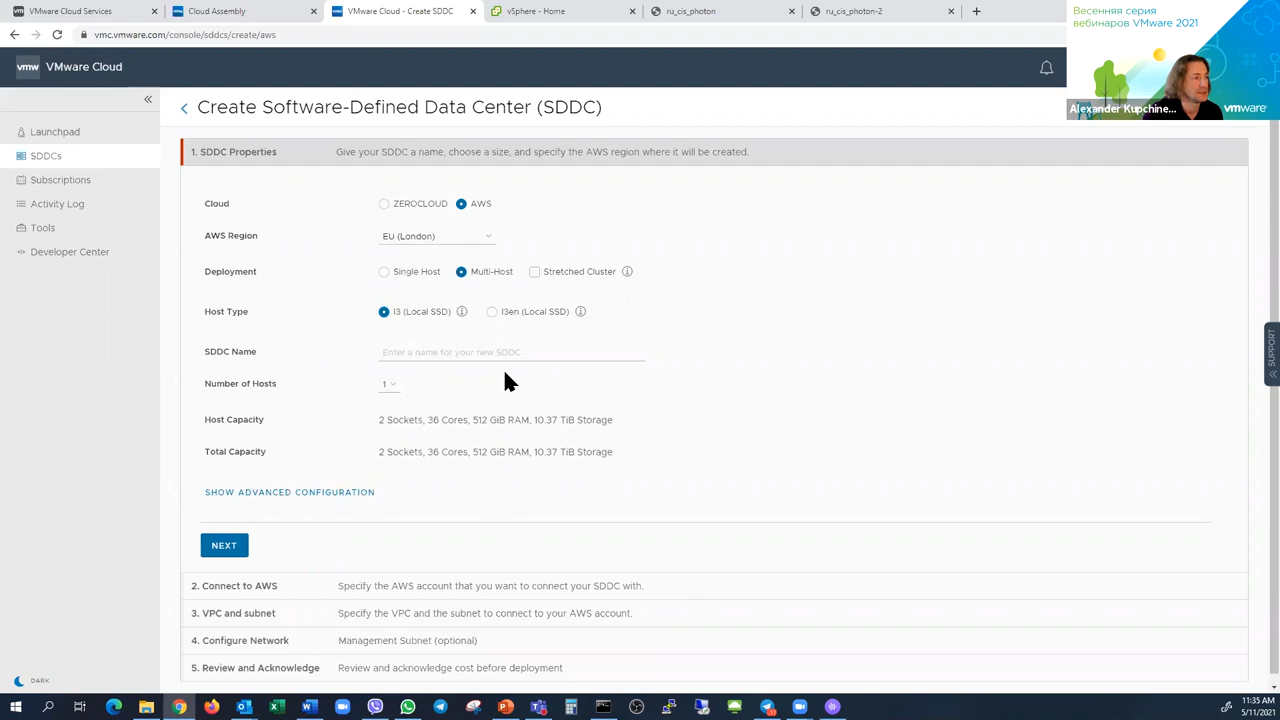 VMware Cloud Services
Cloud Assembly
VMware Cloud - Create SDDC
vSphere - Home
ru_cis_photon
ru_cis_photon-2
vmc.vmware.com/console/sddcs/create/aws
Весенняя серия
вебинаров VMware 2021
Alexander Kupchine...
vmware
vmw VMware Cloud
Launchpad
SDDCs
Subscriptions
Activity Log
Tools
Developer Center
DARK
Create Software-Defined Data Center (SDDC)
1. SDDC Properties Give your SDDC a name, choose a size, and specify the AWS region where it will be created.
Cloud ZEROCLOUD AWS
AWS Region EU (London)
Deployment Single Host Multi-Host Stretched Cluster
Host Type I3 (Local SSD) I3en (Local SSD)
SDDC Name Enter a name for your new SDDC
Number of Hosts 1
Host Capacity 2 Sockets, 36 Cores, 512 GiB RAM, 10.37 TiB Storage
Total Capacity 2 Sockets, 36 Cores, 512 GiB RAM, 10.37 TiB Storage
SHOW ADVANCED CONFIGURATION
NEXT
2. Connect to AWS Specify the AWS account that you want to connect your SDDC with.
3. VPC and subnet Specify the VPC and the subnet to connect to your AWS account.
4. Configure Network Management Subnet (optional)
5. Review and Acknowledge Review and acknowledge cost before deployment
SUPPORT
11:35 AM
5/11/2021